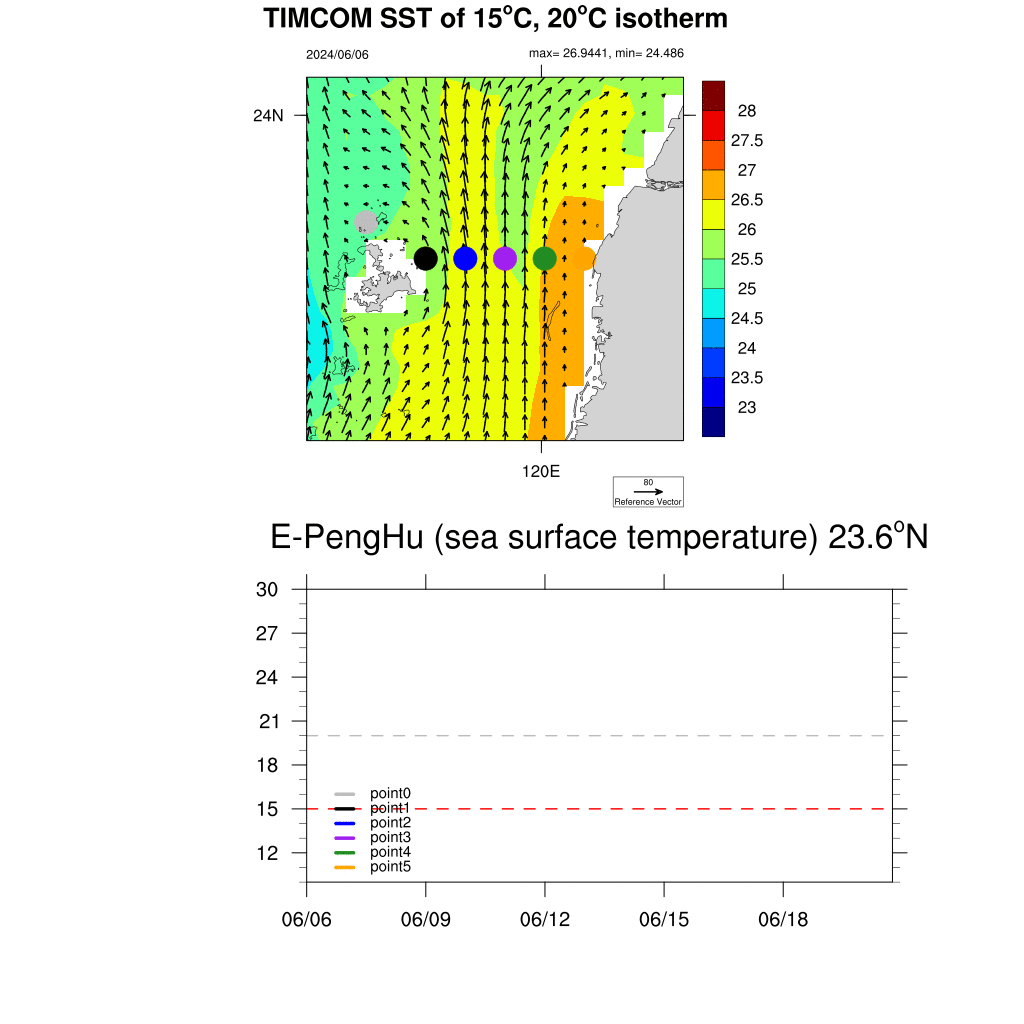 TIMCOM SST of 15°C, 20°C isotherm
2024/06/06
max= 26.9441, min= 24.486
24N
28
27.5
27
26.5
26
25.5
25
24.5
24
23.5
23
120E
80
Reference Vector
E-PengHu (sea surface temperature) 23.6°N
30
27
24
21
18
15
12
point0
point1
point2
point3
point4
point5
06/06
06/09
06/12
06/15
06/18